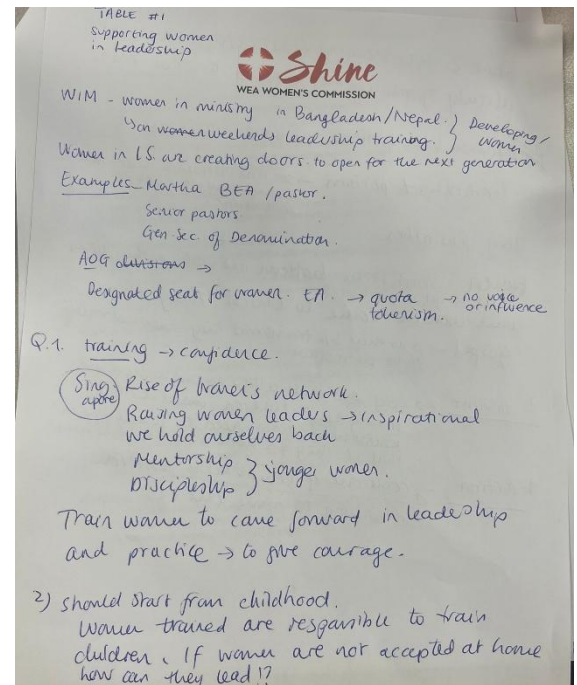 TABLE #1
supporting women
in leadership
Shine
WEA WOMEN'S COMMISSION
WIM - women in ministry in Bangladesh/Nepal. } Developing/
↳ on women weekends leadership training. } women
Women in L.S. are creating doors to open for the next generation
Examples - Martha BEA / pastor.
Senior pastors
Gen. Sec. of Denomination.
AOG divisions →
Designated seat for women. EA. → quota → no voice
tokenism. or influence
Q.1. training → confidence.
Singapore Rise of women's network.
Raising women leaders → inspirational
we hold ourselves back
Mentorship } younger women.
Discipleship
Train women to come forward in leadership
and practice → to give courage.
2) Should start from childhood.
Women trained are responsible to train
children. If women are not accepted at home
how can they lead!?